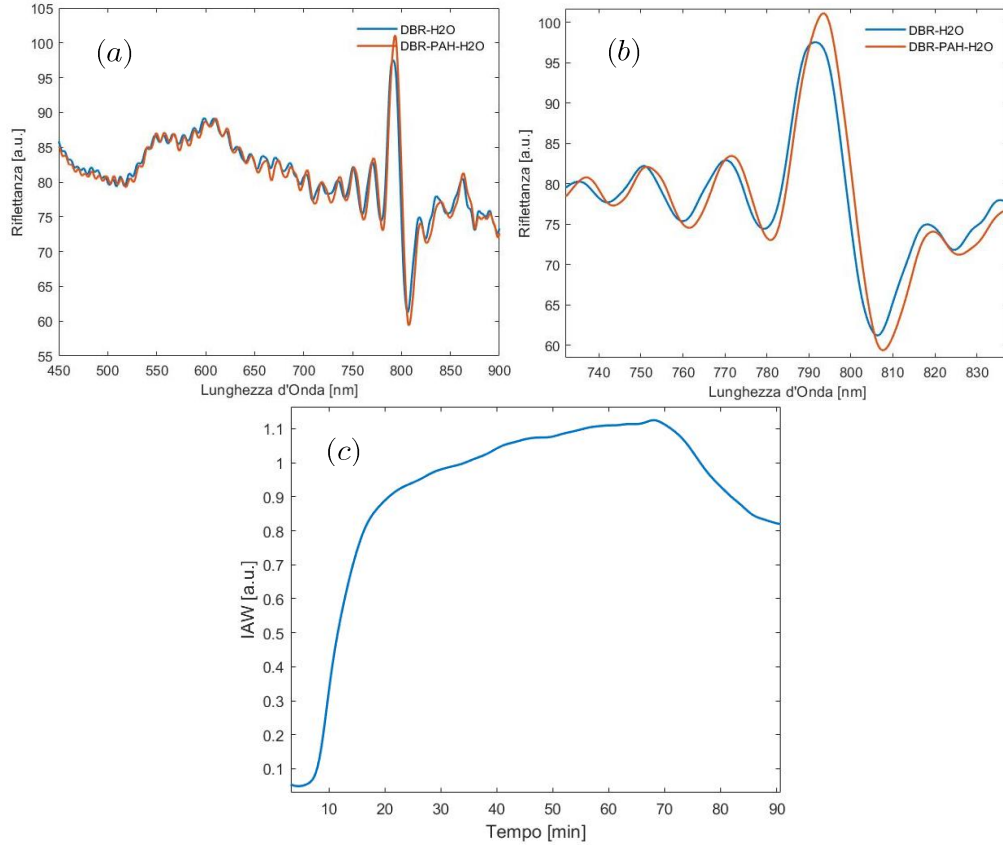 (a)
DBR-H2O
DBR-PAH-H2O
Riflettanza [a.u.]
105
100
95
90
85
80
75
70
65
60
55
450 500 550 600 650 700 750 800 850 900
Lunghezza d'Onda [nm]
(b)
DBR-H2O
DBR-PAH-H2O
Riflettanza [a.u.]
100
95
90
85
80
75
70
65
60
740 750 760 770 780 790 800 810 820 830
Lunghezza d'Onda [nm]
(c)
IAW [a.u.]
1.1
1
0.9
0.8
0.7
0.6
0.5
0.4
0.3
0.2
0.1
10 20 30 40 50 60 70 80 90
Tempo [min]